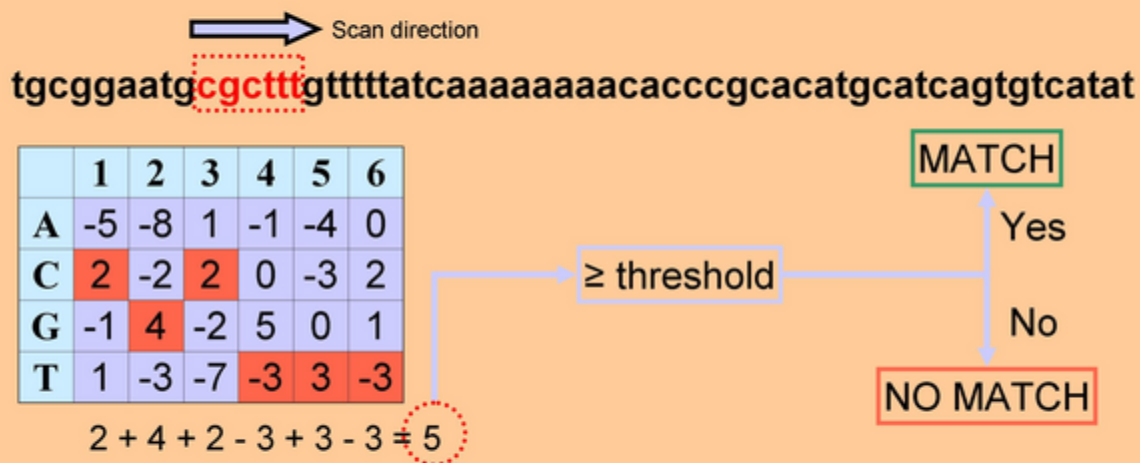 Scan direction
tgcggaatgcgctttgtttttatcaaaaaaaacacccgcacatgcatcagtgtcatat
1 2 3 4 5 6
A -5 -8 1 -1 -4 0
C 2 -2 2 0 -3 2
G -1 4 -2 5 0 1
T 1 -3 -7 -3 3 -3
2 + 4 + 2 - 3 + 3 - 3 = 5
≥ threshold
MATCH
Yes
No
NO MATCH